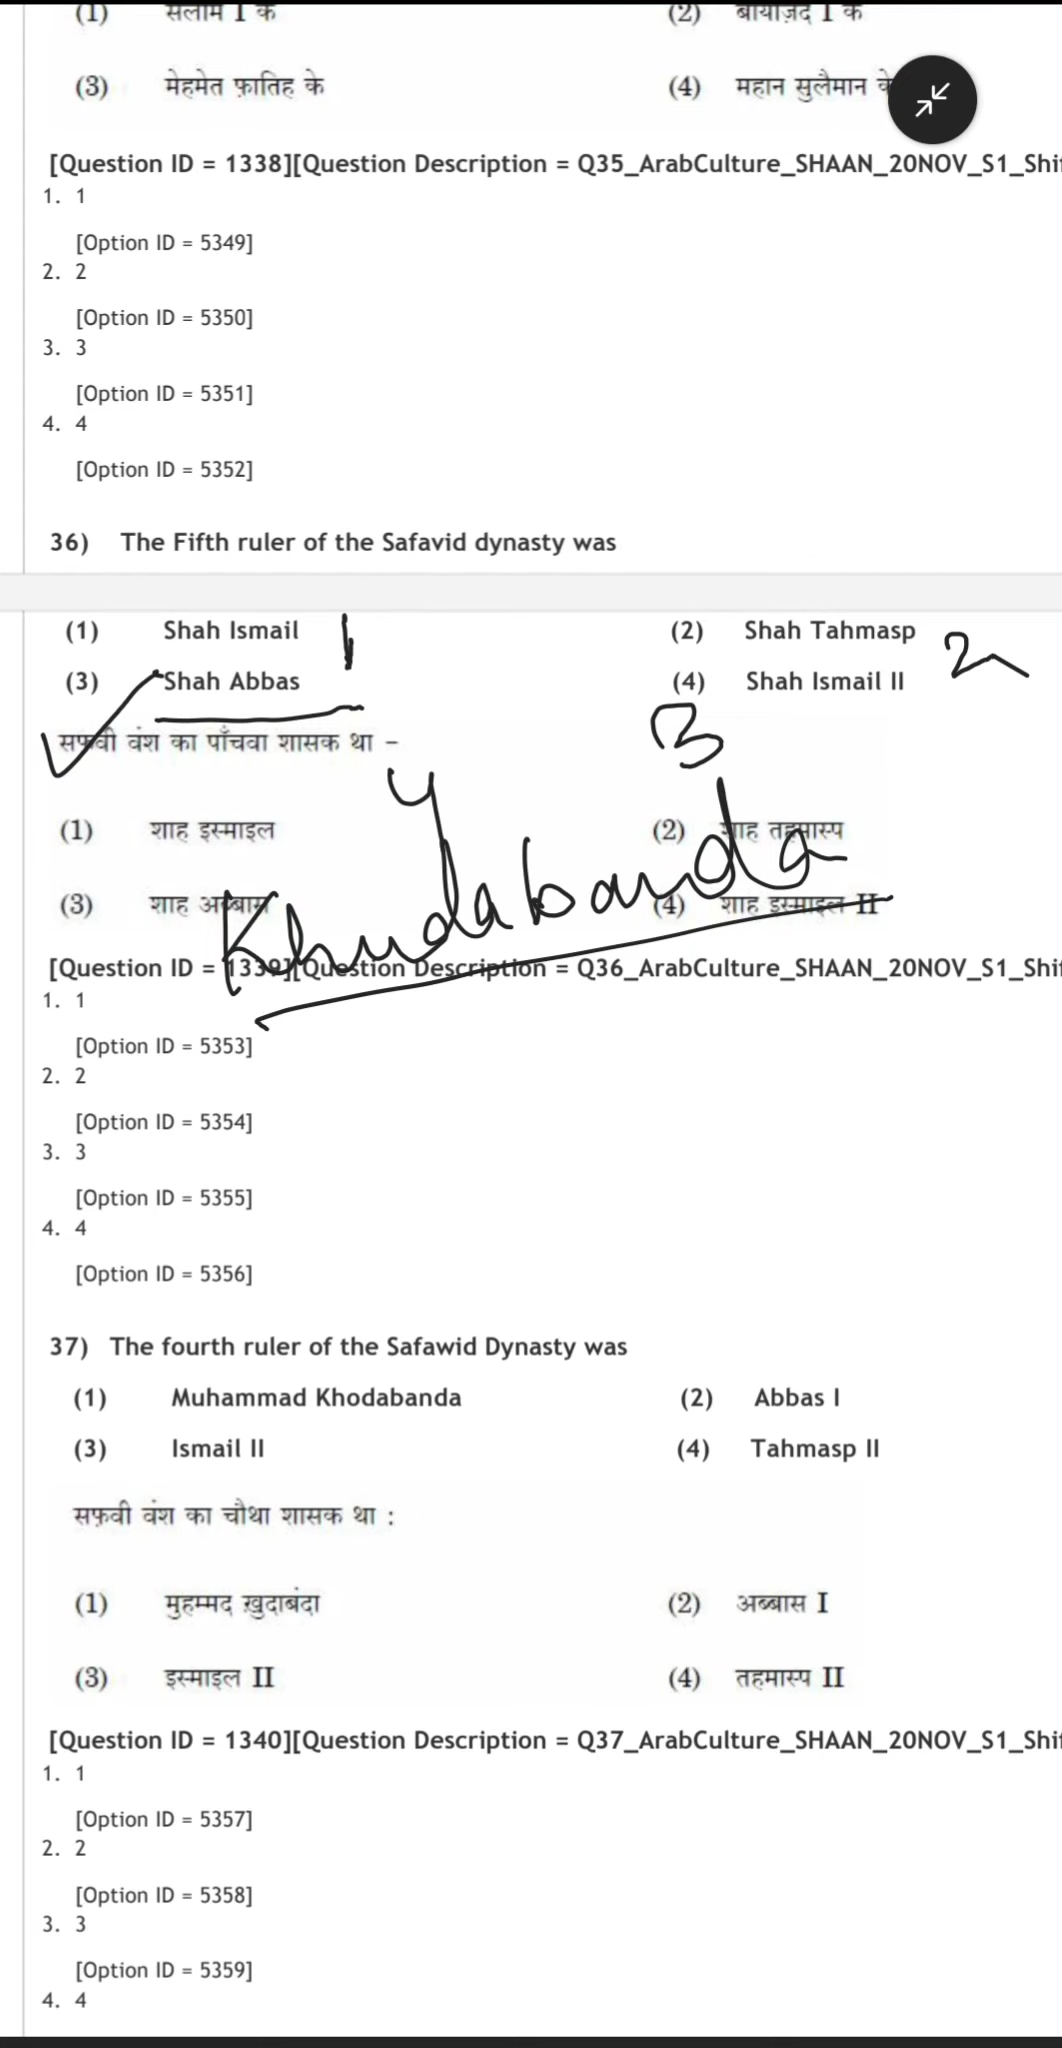 (1) सलीम I के (2) बायाज़ेद I के
(3) मेहमेत फ़ातिह के (4) महान सुलैमान के
[Question ID = 1338][Question Description = Q35_ArabCulture_SHAAN_20NOV_S1_Shif
1. 1
[Option ID = 5349]
2. 2
[Option ID = 5350]
3. 3
[Option ID = 5351]
4. 4
[Option ID = 5352]
36) The Fifth ruler of the Safavid dynasty was
(1) Shah Ismail 1 (2) Shah Tahmasp 2
(3) Shah Abbas (4) Shah Ismail II
3
सफवी वंश का पाँचवा शासक था –
4
(1) शाह इस्माइल (2) शाह तहमास्प
Khudabanda
(3) शाह अब्बास (4) शाह इस्माइल II
[Question ID = 1339][Question Description = Q36_ArabCulture_SHAAN_20NOV_S1_Shif
1. 1
[Option ID = 5353]
2. 2
[Option ID = 5354]
3. 3
[Option ID = 5355]
4. 4
[Option ID = 5356]
37) The fourth ruler of the Safawid Dynasty was
(1) Muhammad Khodabanda (2) Abbas I
(3) Ismail II (4) Tahmasp II
सफ़वी वंश का चौथा शासक था :
(1) मुहम्मद ख़ुदाबंदा (2) अब्बास I
(3) इस्माइल II (4) तहमास्प II
[Question ID = 1340][Question Description = Q37_ArabCulture_SHAAN_20NOV_S1_Shif
1. 1
[Option ID = 5357]
2. 2
[Option ID = 5358]
3. 3
[Option ID = 5359]
4. 4